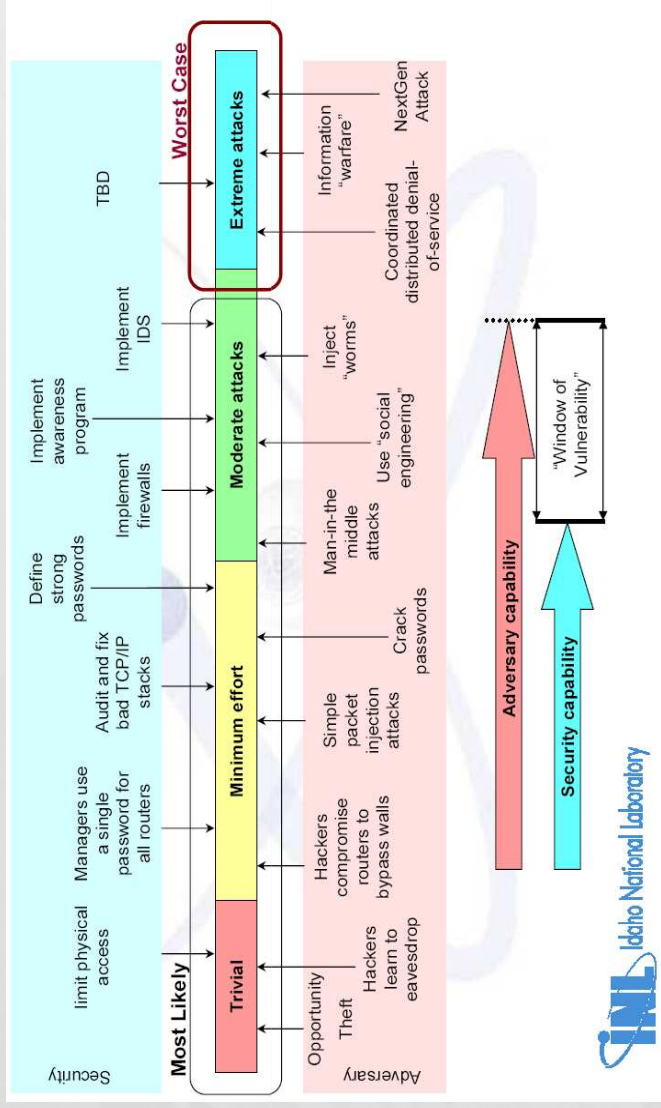 Security
limit physical
access
Managers use
a single
password for
all routers
Audit and fix
bad TCP/IP
stacks
Define
strong
passwords
Implement
firewalls
Implement
awareness
program
Implement
IDS
TBD
Most Likely
Worst Case
Trivial
Minimum effort
Moderate attacks
Extreme attacks
Adversary
Opportunity
Theft
Hackers
learn to
eavesdrop
Hackers
compromise
routers to
bypass walls
Simple
packet
injection
attacks
Crack
passwords
Man-in-the
middle
attacks
Use “social
engineering”
Inject
“worms”
Coordinated
distributed denial-
of-service
Information
“warfare”
NextGen
Attack
Adversary capability
Security capability
“Window of
Vulnerability”
INL Idaho National Laboratory